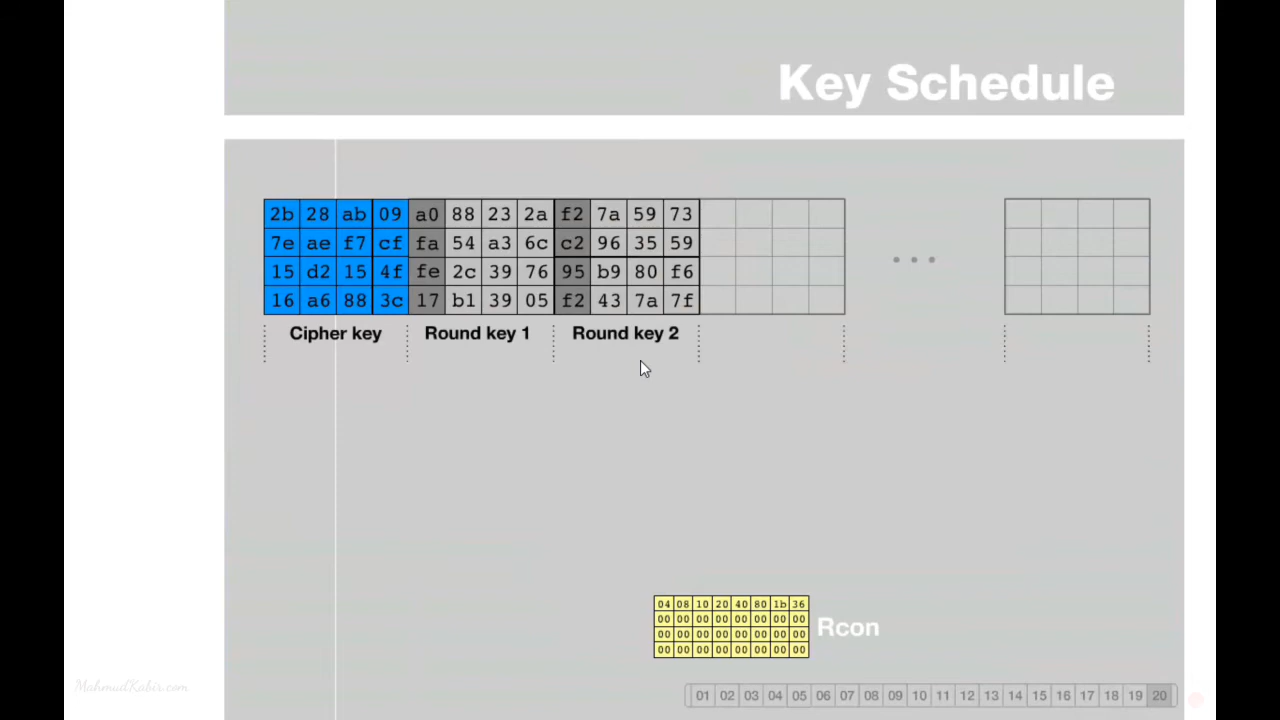 Key Schedule
2b 28 ab 09 a0 88 23 2a f2 7a 59 73
7e ae f7 cf fa 54 a3 6c c2 96 35 59
15 d2 15 4f fe 2c 39 76 95 b9 80 f6
16 a6 88 3c 17 b1 39 05 f2 43 7a 7f
Cipher key Round key 1 Round key 2
04 08 10 20 40 80 1b 36
00 00 00 00 00 00 00 00
00 00 00 00 00 00 00 00
00 00 00 00 00 00 00 00
Rcon
MahmudKabir.com
01 02 03 04 05 06 07 08 09 10 11 12 13 14 15 16 17 18 19 20